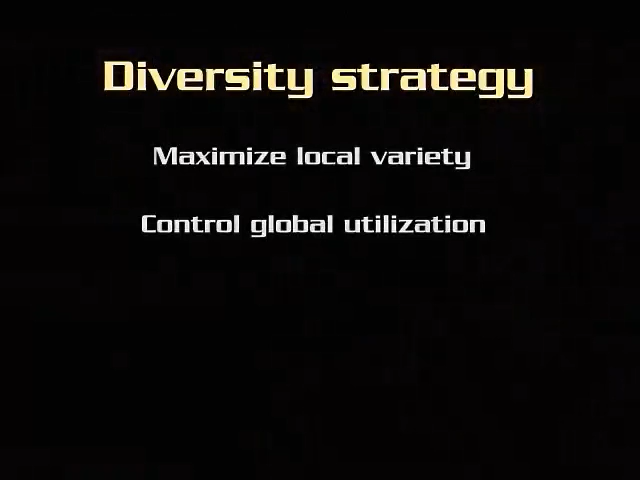 Diversity strategy
Maximize local variety
Control global utilization